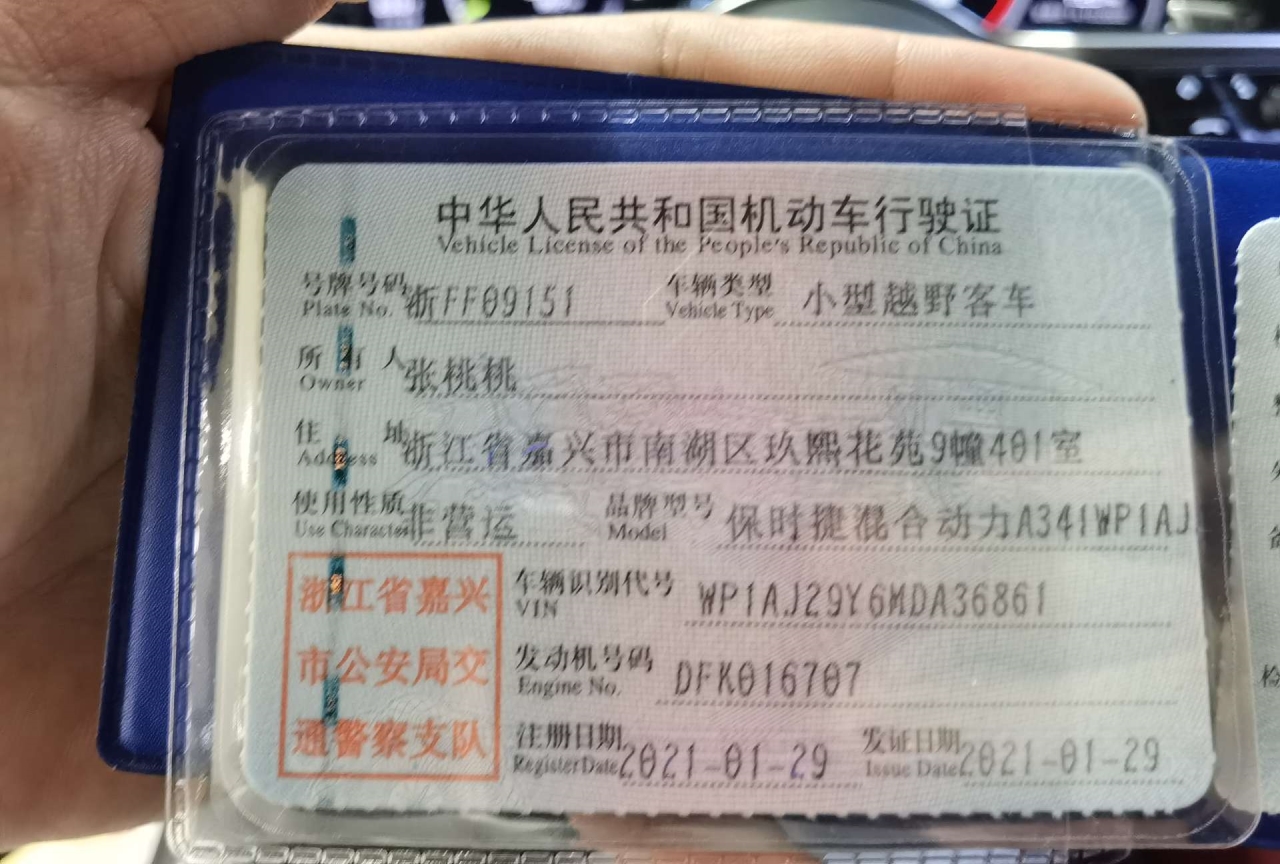 中华人民共和国机动车行驶证
Vehicle License of the People's Republic of China
号牌号码 浙FF09151 车辆类型 小型越野客车
Plate No. Vehicle Type
所有人 张桃桃
Owner
住址 浙江省嘉兴市南湖区玖熙花苑9幢401室
Address
使用性质 非营运 品牌型号 保时捷混合动力A341WP1AJ
Use Character Model
浙江省嘉兴 车辆识别代号 WP1AJ29Y6MDA36861
VIN
市公安局交 发动机号码 DFK016707
Engine No.
通警察支队 注册日期 2021-01-29 发证日期 2021-01-29
Register Date Issue Date